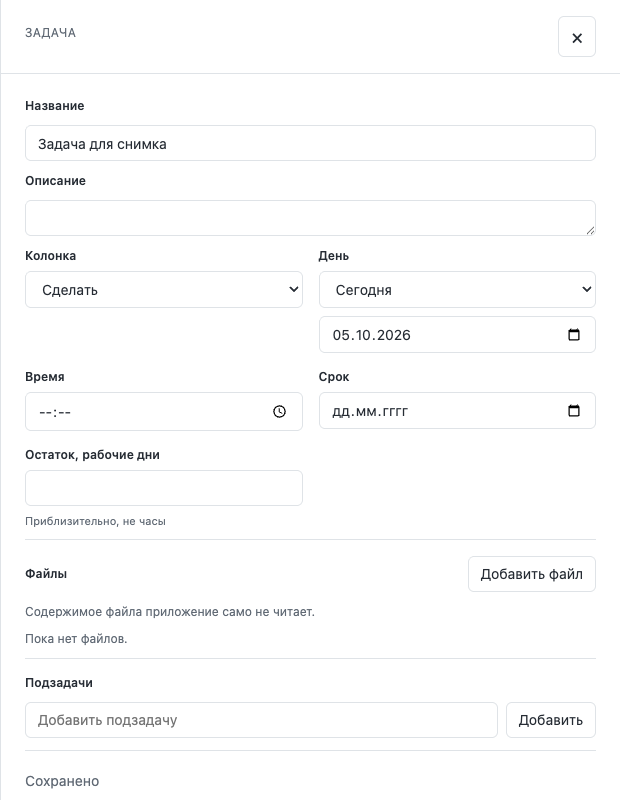 ЗАДАЧА
×
Название
Задача для снимка
Описание
Колонка
День
Сделать
Сегодня
05.10.2026
Время
Срок
--:--
дд.мм.гггг
Остаток, рабочие дни
Приблизительно, не часы
Файлы
Добавить файл
Содержимое файла приложение само не читает.
Пока нет файлов.
Подзадачи
Добавить подзадачу
Добавить
Сохранено